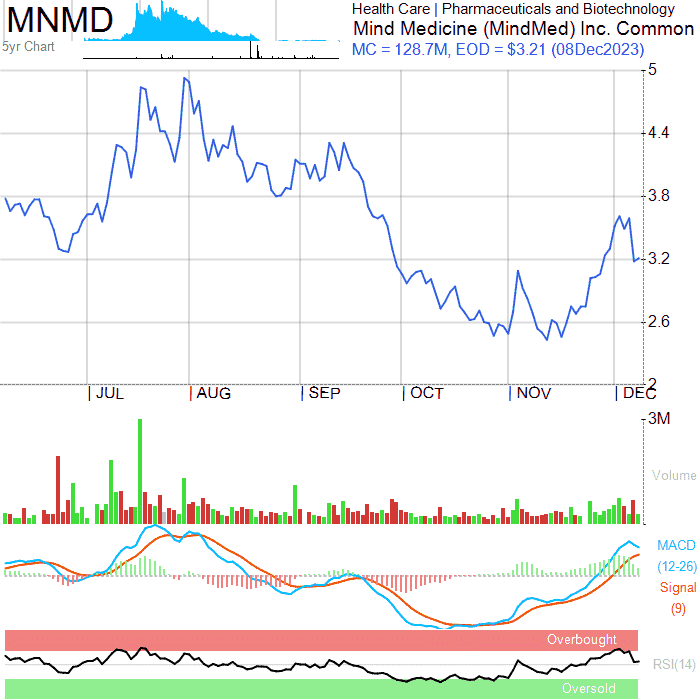 MNMD
5yr Chart
Health Care | Pharmaceuticals and Biotechnology
Mind Medicine (MindMed) Inc. Common
MC = 128.7M, EOD = $3.21 (08Dec2023)
5
4.4
3.8
3.2
2.6
2
JUL AUG SEP OCT NOV DEC
3M
Volume
MACD
(12-26)
Signal
(9)
Overbought
RSI(14)
Oversold